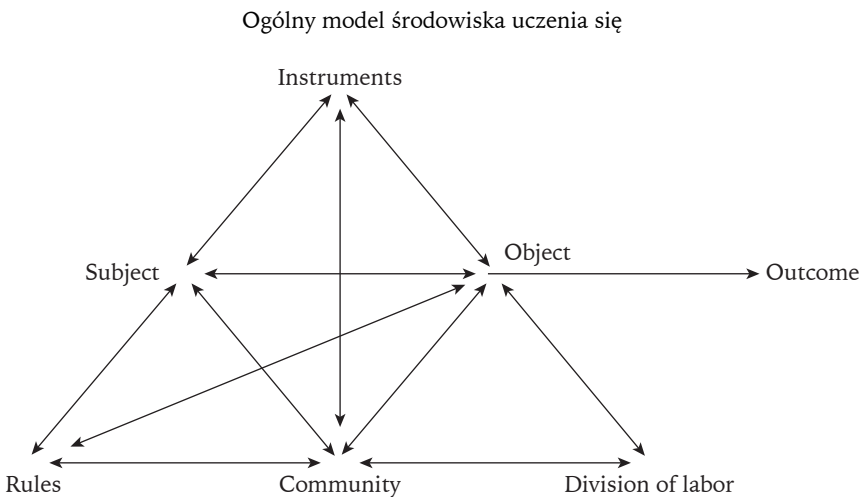 Ogólny model środowiska uczenia się
Instruments
Object
Subject
Outcome
Rules
Community
Division of labor